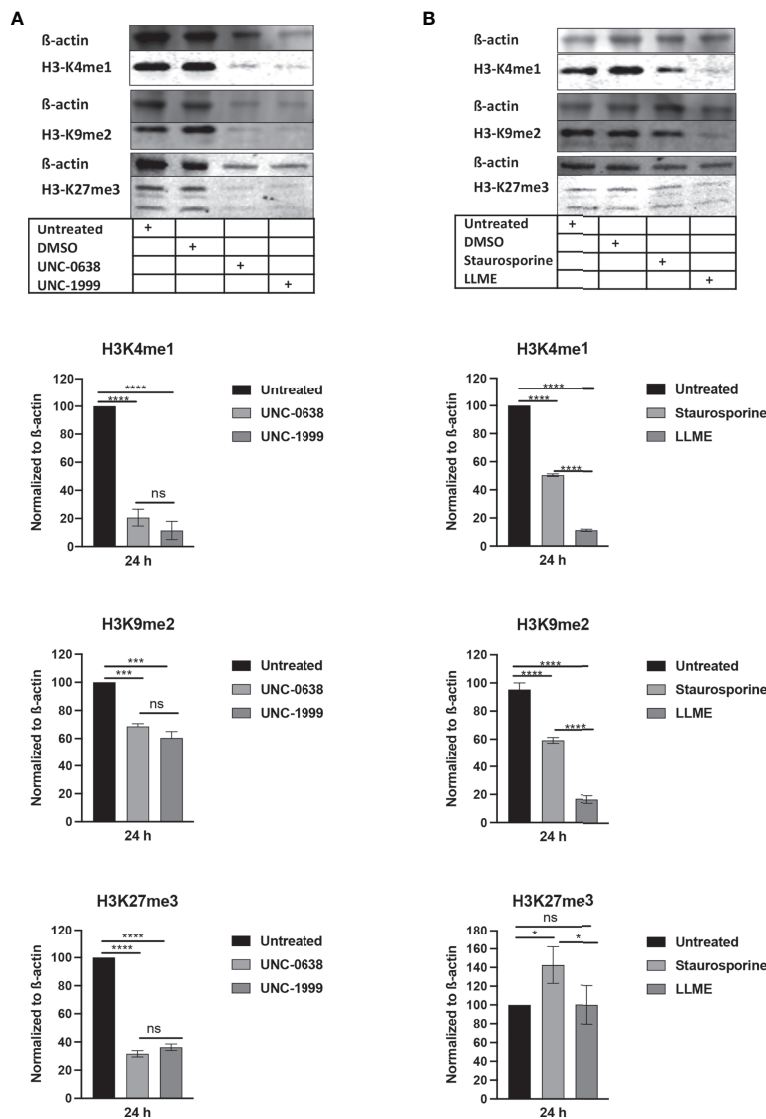 A
ß-actin
H3-K4me1
ß-actin
H3-K9me2
ß-actin
H3-K27me3
Untreated +
DMSO +
UNC-0638 +
UNC-1999 +
B
ß-actin
H3-K4me1
ß-actin
H3-K9me2
ß-actin
H3-K27me3
Untreated +
DMSO +
Staurosporine +
LLME +
H3K4me1
Normalized to ß-actin
120
100
80
60
40
20
0
****
****
ns
24 h
Untreated
UNC-0638
UNC-1999
H3K4me1
Normalized to ß-actin
120
100
80
60
40
20
0
****
****
****
24 h
Untreated
Staurosporine
LLME
H3K9me2
Normalized to ß-actin
120
100
80
60
40
20
0
***
***
ns
24 h
Untreated
UNC-0638
UNC-1999
H3K9me2
Normalized to ß-actin
120
100
80
60
40
20
0
****
****
****
24 h
Untreated
Staurosporine
LLME
H3K27me3
Normalized to ß-actin
120
100
80
60
40
20
0
****
****
ns
24 h
Untreated
UNC-0638
UNC-1999
H3K27me3
Normalized to ß-actin
180
160
140
120
100
80
60
40
20
0
ns
*
*
24 h
Untreated
Staurosporine
LLME